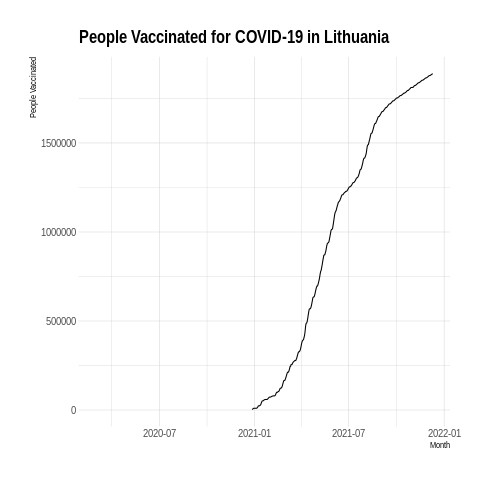 People Vaccinated for COVID-19 in Lithuania
People Vaccinated
1500000
1000000
500000
0
2020-07 2021-01 2021-07 2022-01
Month